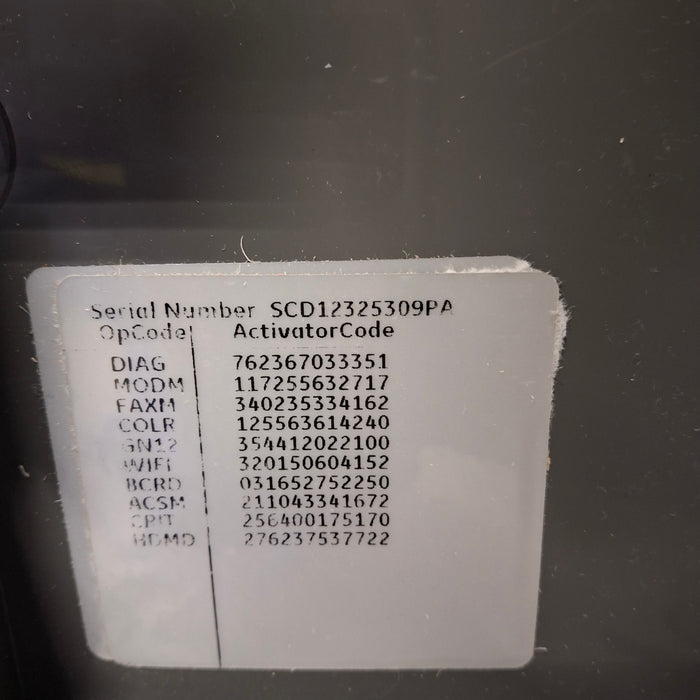 Serial Number SCD12325309PA
OpCode ActivatorCode
DIAG 762367033351
MODM 117255632717
FAXM 340235334162
COLR 125563614240
GN12 354412022100
WIFI 320150604152
BCRD 031652752250
ACSM 211043341672
CPIT 256400175170
HDMD 276237537722